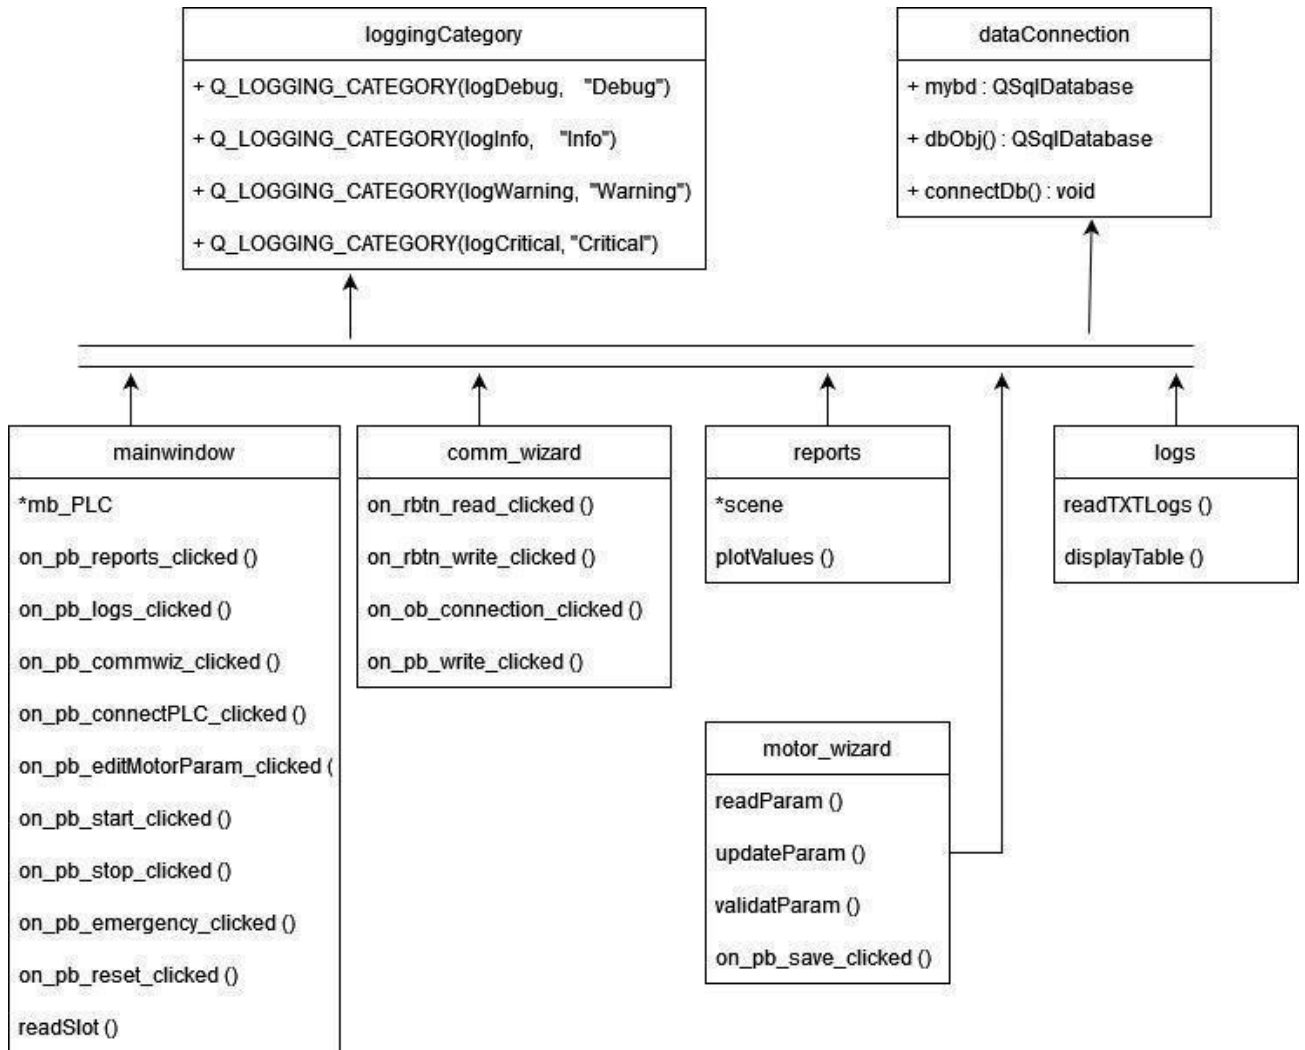 loggingCategory
+ Q_LOGGING_CATEGORY(logDebug, "Debug")
+ Q_LOGGING_CATEGORY(logInfo, "Info")
+ Q_LOGGING_CATEGORY(logWarning, "Warning")
+ Q_LOGGING_CATEGORY(logCritical, "Critical")
dataConnection
+ mybd : QSqlDatabase
+ dbObj() : QSqlDatabase
+ connectDb() : void
mainwindow
*mb_PLC
on_pb_reports_clicked ()
on_pb_logs_clicked ()
on_pb_commwiz_clicked ()
on_pb_connectPLC_clicked ()
on_pb_editMotorParam_clicked (
on_pb_start_clicked ()
on_pb_stop_clicked ()
on_pb_emergency_clicked ()
on_pb_reset_clicked ()
readSlot ()
comm_wizard
on_rbtn_read_clicked ()
on_rbtn_write_clicked ()
on_ob_connection_clicked ()
on_pb_write_clicked ()
reports
*scene
plotValues ()
logs
readTXTLogs ()
displayTable ()
motor_wizard
readParam ()
updateParam ()
validatParam ()
on_pb_save_clicked ()